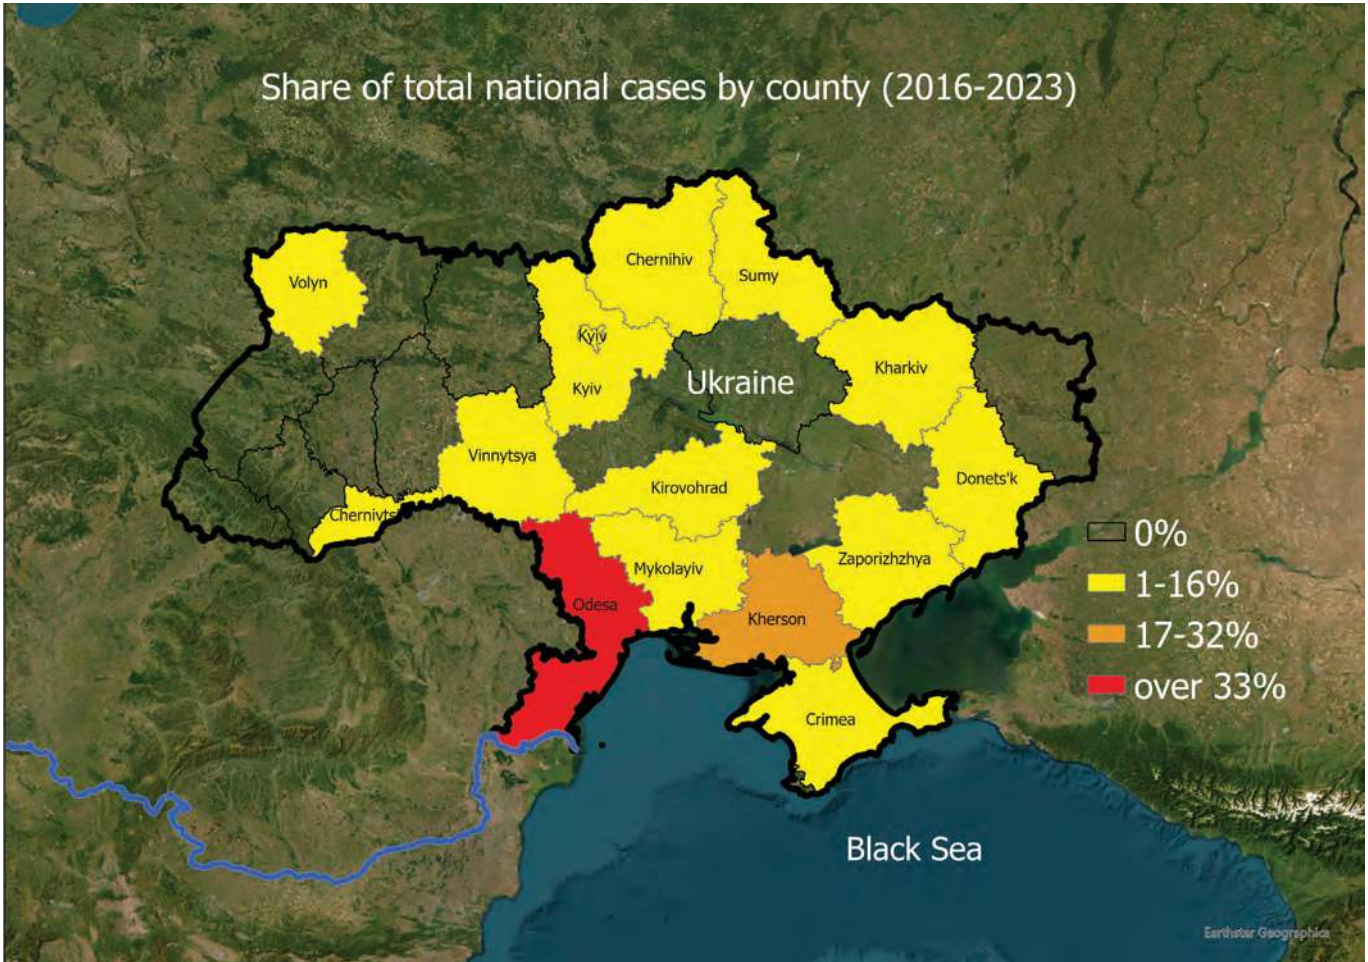 Share of total national cases by county (2016-2023)
Volyn
Chernihiv
Sumy
Kyiv
Kharkiv
Ukraine
Kyiv
Vinnytsya
Donets'k
Kirovohrad
Chernivts
0%
Zaporizhzhya
Mykolayiv
1-16%
Odesa
Kherson
17-32%
over 33%
Crimea
Black Sea
Earthstar Geographics